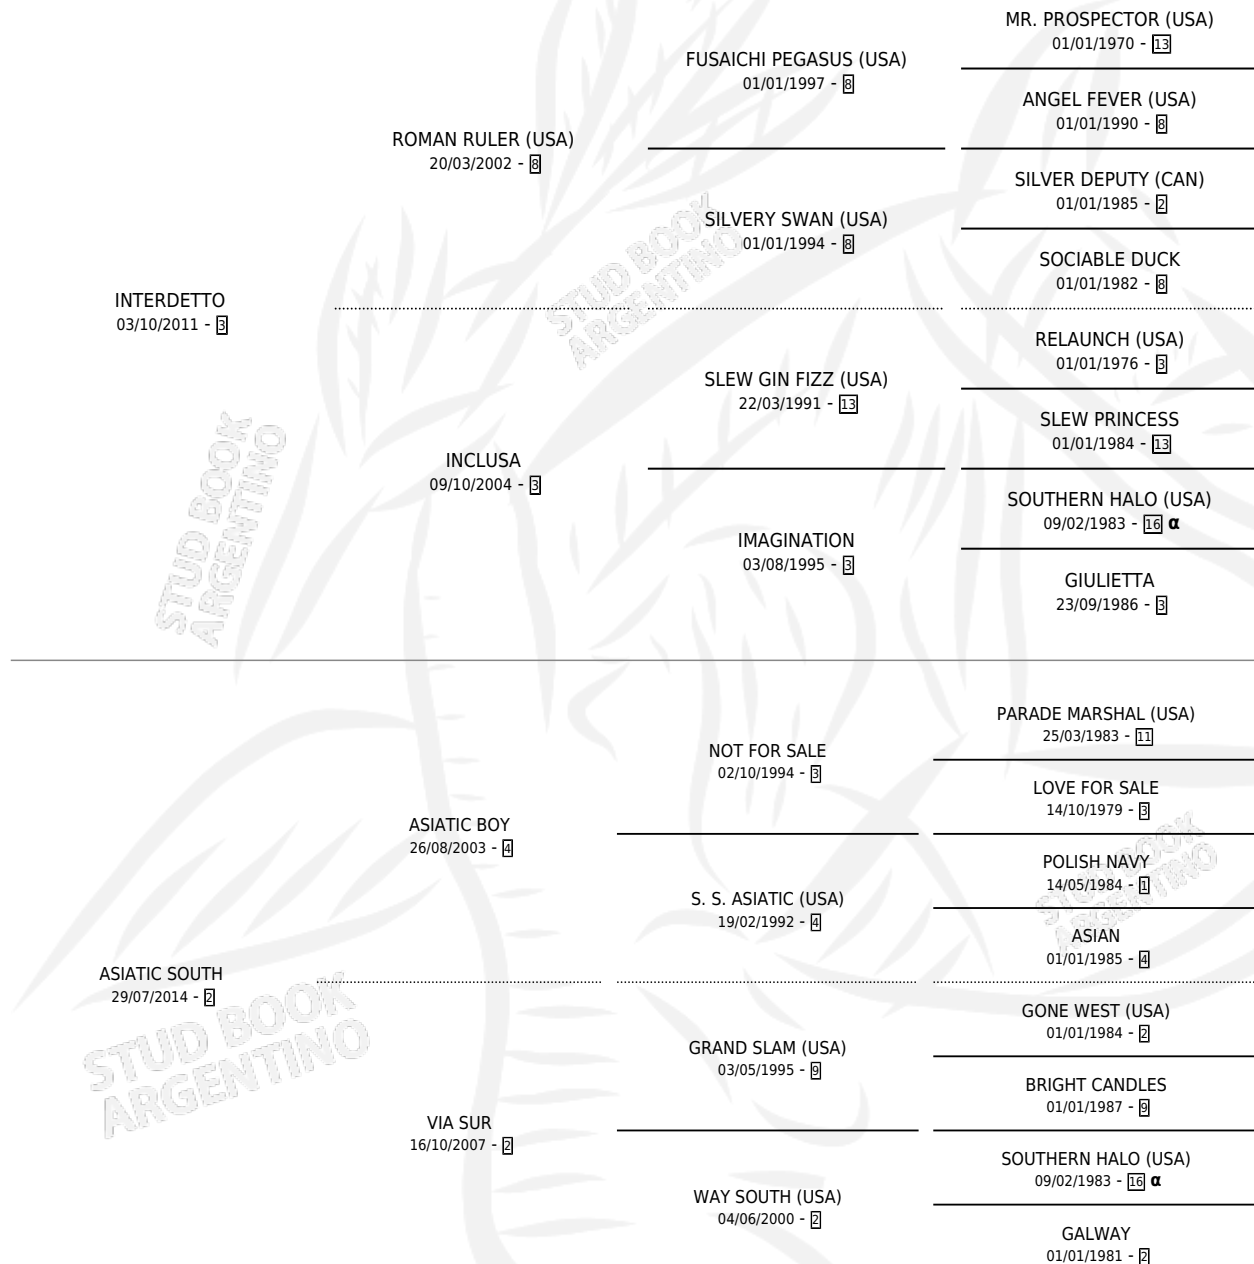 MR. PROSPECTOR (USA)
01/01/1970 - 13
FUSAICHI PEGASUS (USA)
01/01/1997 - 8
ANGEL FEVER (USA)
01/01/1990 - 8
ROMAN RULER (USA)
20/03/2002 - 8
SILVER DEPUTY (CAN)
01/01/1985 - 2
SILVERY SWAN (USA)
01/01/1994 - 8
SOCIABLE DUCK
01/01/1982 - 8
STUD BOOK
ARGENTINO
INTERDETTO
03/10/2011 - 3
RELAUNCH (USA)
01/01/1976 - 3
SLEW GIN FIZZ (USA)
22/03/1991 - 13
SLEW PRINCESS
01/01/1984 - 13
INCLUSA
09/10/2004 - 3
SOUTHERN HALO (USA)
09/02/1983 - 16 α
IMAGINATION
03/08/1995 - 3
GIULIETTA
23/09/1986 - 3
STUD BOOK
ARGENTINO
PARADE MARSHAL (USA)
25/03/1983 - 11
NOT FOR SALE
02/10/1994 - 3
LOVE FOR SALE
14/10/1979 - 3
ASIATIC BOY
26/08/2003 - 4
POLISH NAVY
14/05/1984 - 1
S. S. ASIATIC (USA)
19/02/1992 - 4
ASIAN
01/01/1985 - 4
STUD BOOK
ARGENTINO
ASIATIC SOUTH
29/07/2014 - 2
GONE WEST (USA)
01/01/1984 - 2
GRAND SLAM (USA)
03/05/1995 - 9
BRIGHT CANDLES
01/01/1987 - 9
STUD BOOK
ARGENTINO
VIA SUR
16/10/2007 - 2
SOUTHERN HALO (USA)
09/02/1983 - 16 α
WAY SOUTH (USA)
04/06/2000 - 2
GALWAY
01/01/1981 - 2